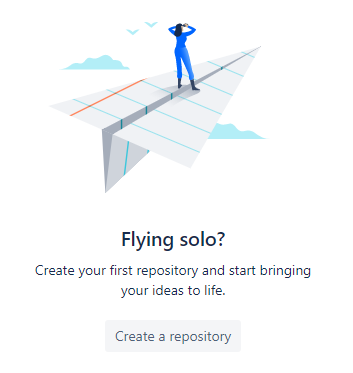 Flying solo?
Create your first repository and start bringing
your ideas to life.
Create a repository